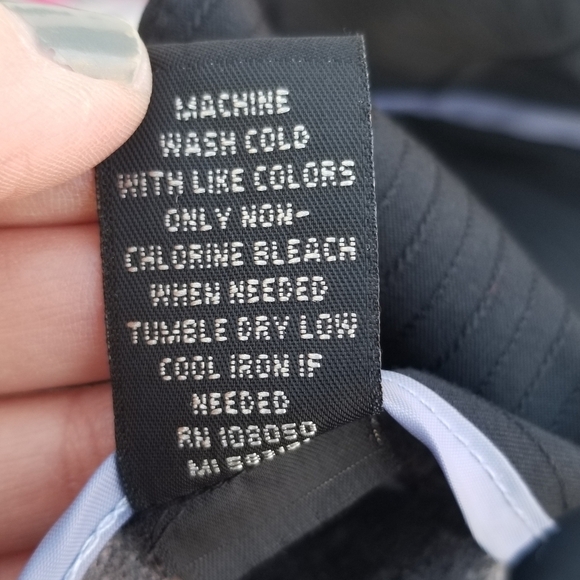 MACHINE
WASH COLD
WITH LIKE COLORS
ONLY NON-
CHLORINE BLEACH
WHEN NEEDED
TUMBLE DRY LOW
COOL IRON IF
NEEDED
RN 108050